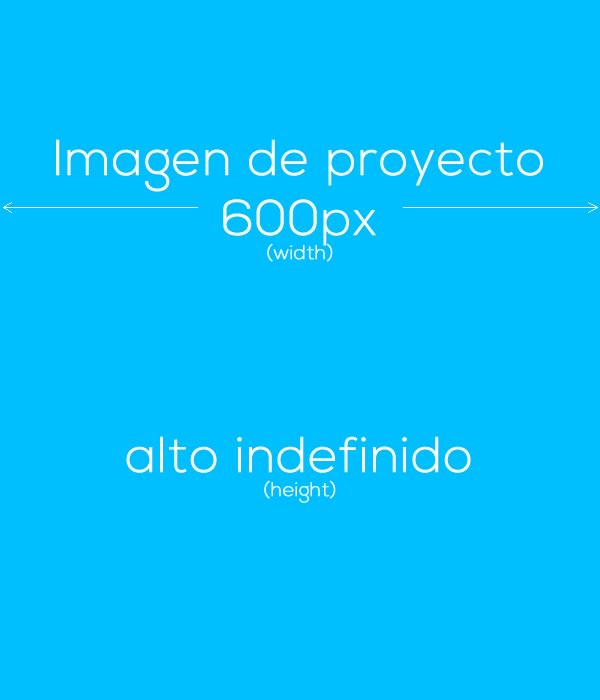 Imagen de proyecto
600px
(width)
alto indefinido
(height)